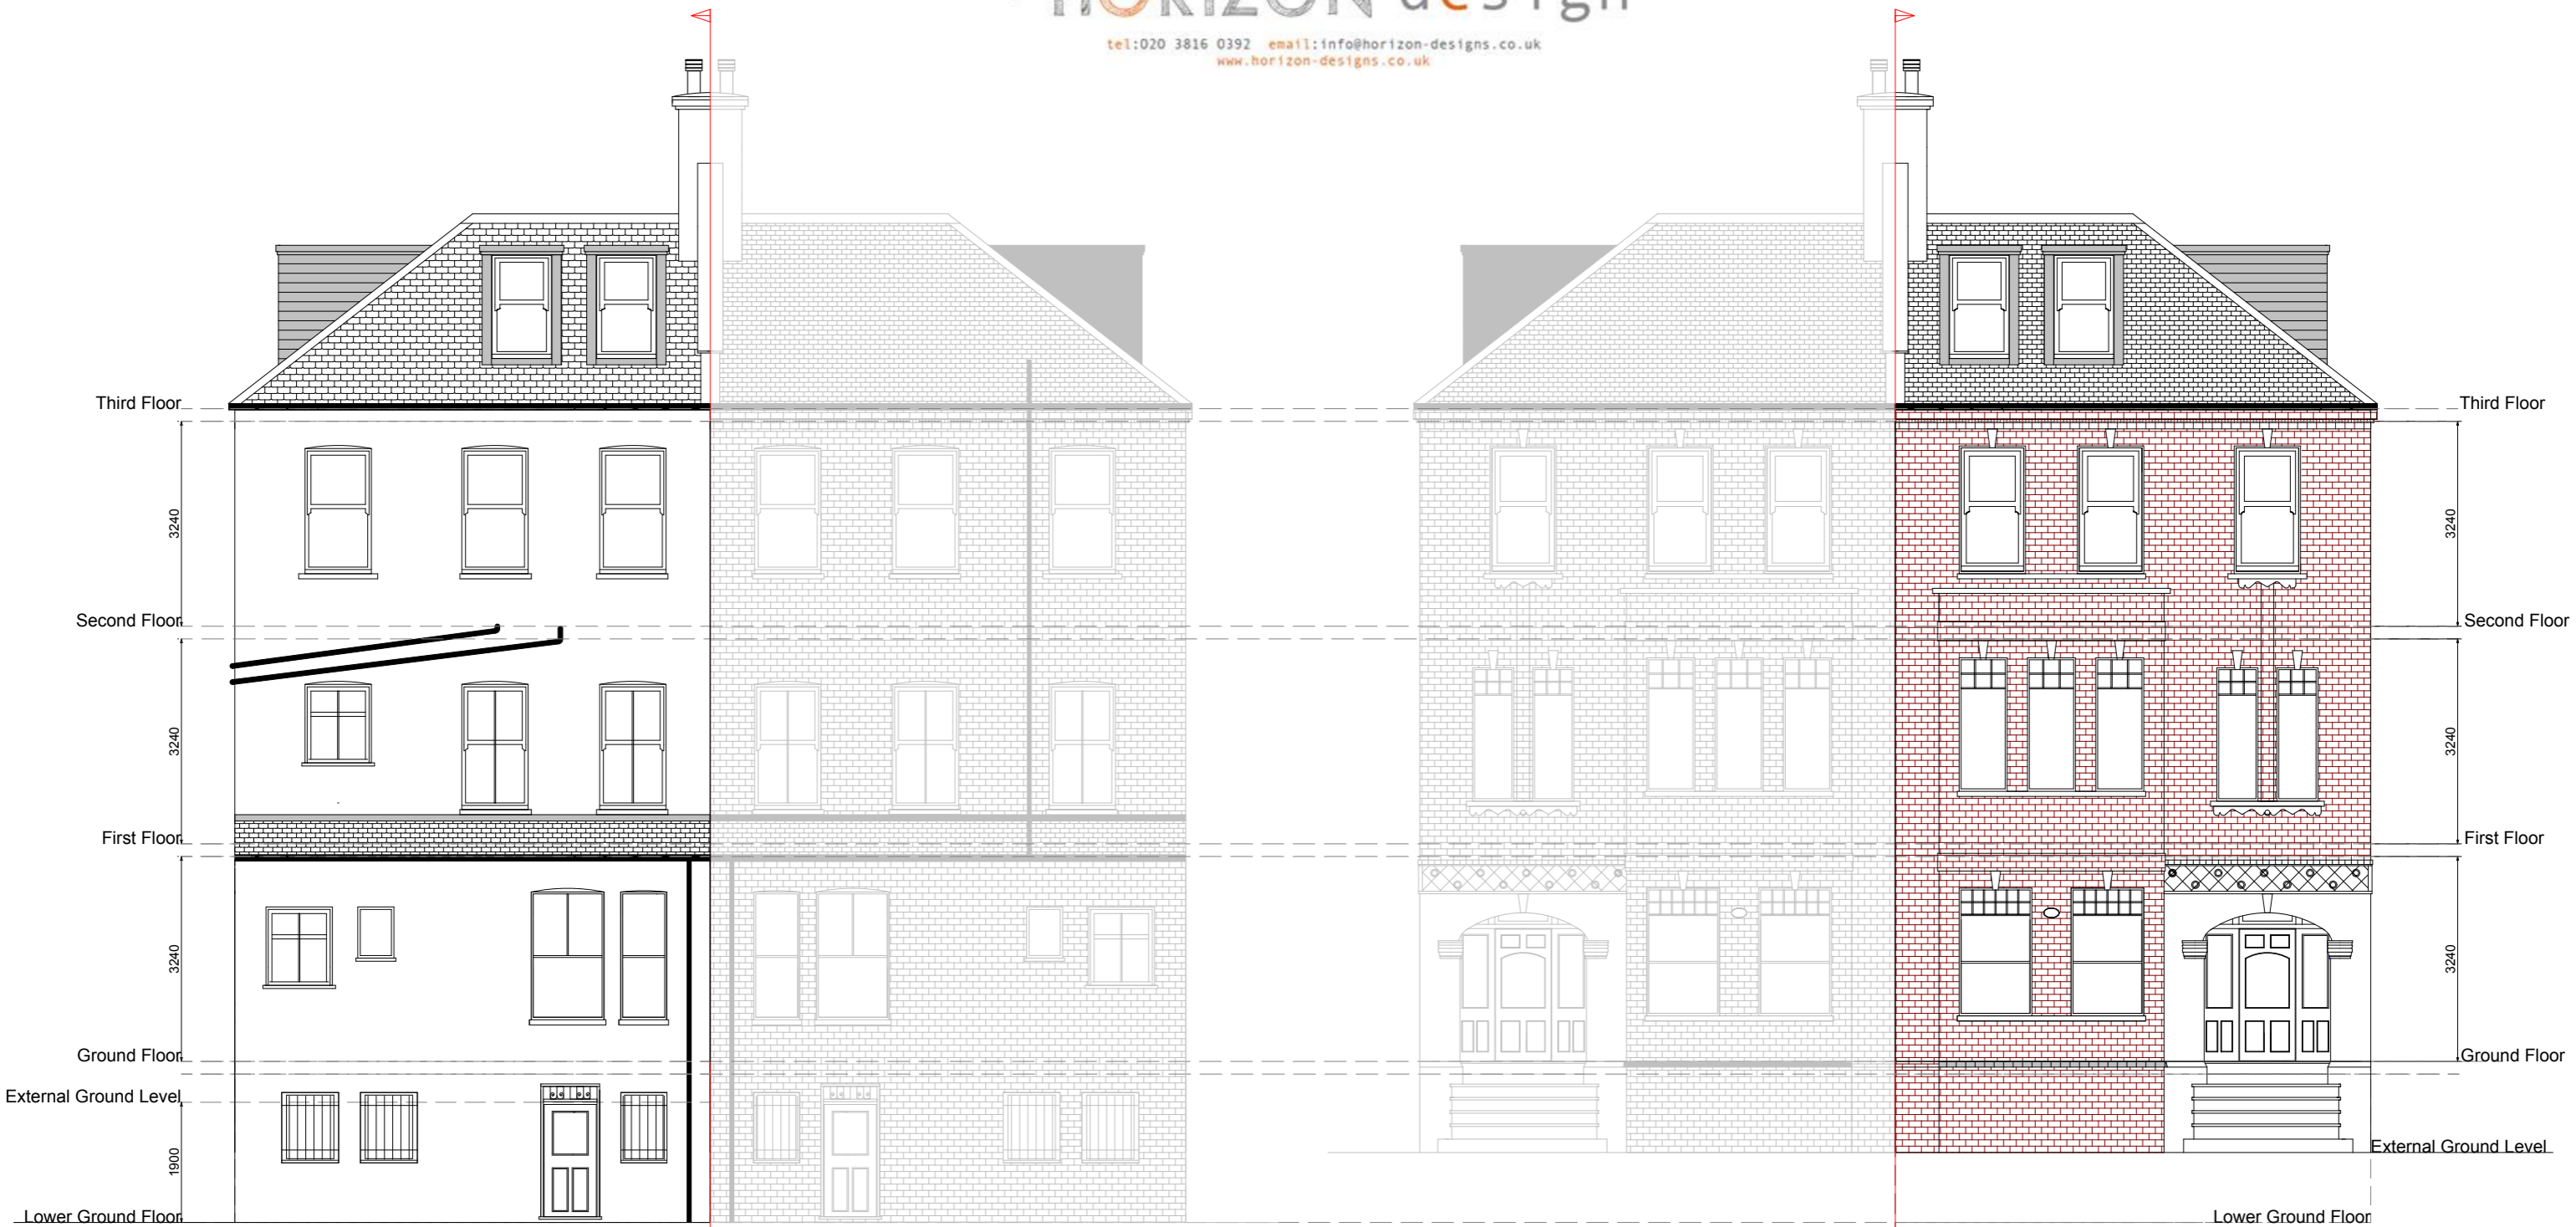 HORIZON design
tel:020 3816 0392 email:info@horizon-designs.co.uk
www.horizon-designs.co.uk
Third Floor
3240
Second Floor
3240
First Floor
3240
Ground Floor
External Ground Level
1900
Lower Ground Floor
Third Floor
3240
Second Floor
3240
First Floor
3240
Ground Floor
External Ground Level
Lower Ground Floor